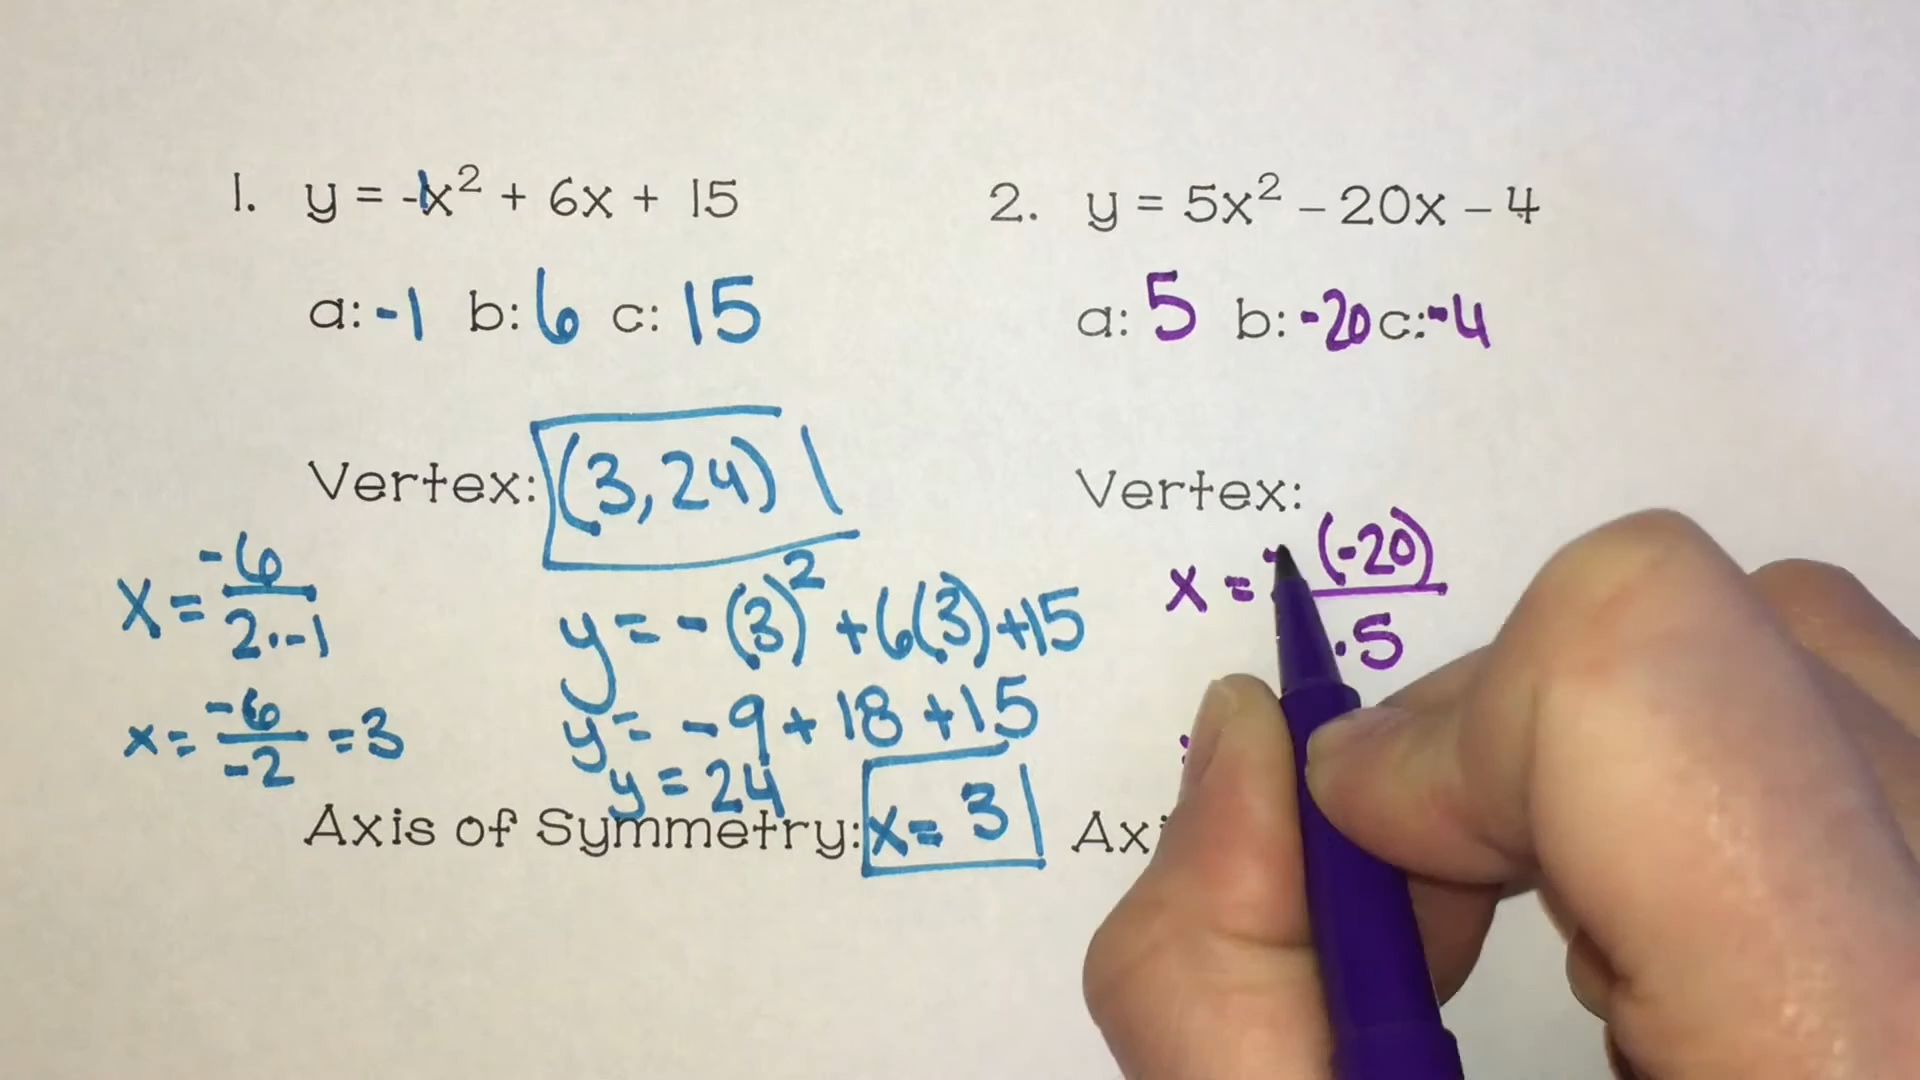 1. y = -1x² + 6x + 15
a: -1 b: 6 c: 15
Vertex: (3, 24)
x = -6/2·-1
x = -6/-2 = 3
y = -(3)² + 6(3) + 15
y = -9 + 18 + 15
y = 24
Axis of Symmetry: x = 3
2. y = 5x² – 20x – 4
a: 5 b: -20 c: -4
Vertex:
x = -(-20)
·5